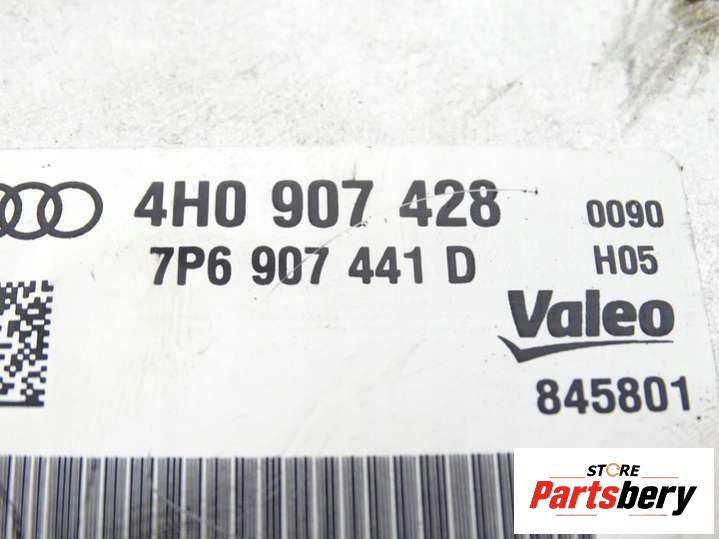 4H0 907 428 0090
7P6 907 441 D H05
Valeo
845801
STORE
Partsbery